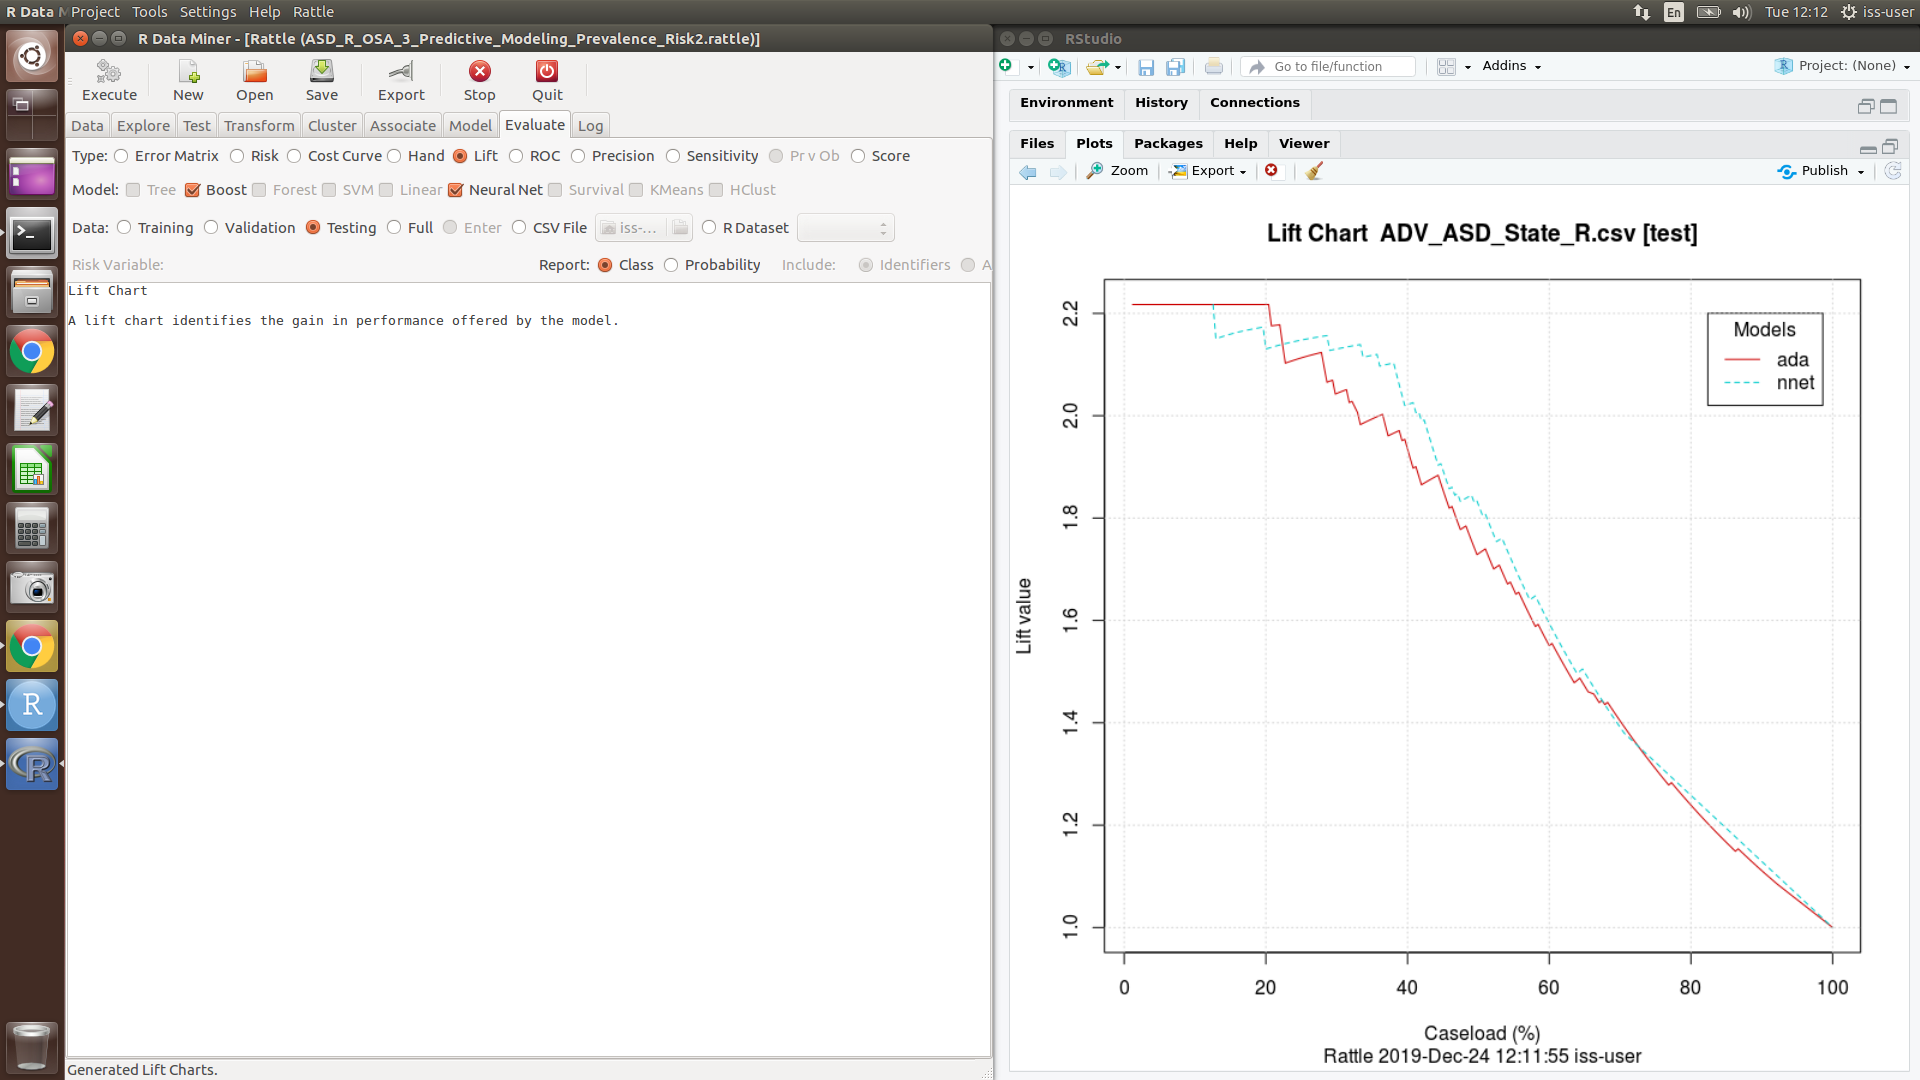 R Data M Project Tools Settings Help Rattle
En Tue 12:12 iss-user
R Data Miner - [Rattle (ASD_R_OSA_3_Predictive_Modeling_Prevalence_Risk2.rattle)]
Execute New Open Save Export Stop Quit
Data Explore Test Transform Cluster Associate Model Evaluate Log
Type: Error Matrix Risk Cost Curve Hand Lift ROC Precision Sensitivity Pr v Ob Score
Model: Tree Boost Forest SVM Linear Neural Net Survival KMeans HClust
Data: Training Validation Testing Full Enter CSV File iss-... R Dataset
Risk Variable: Report: Class Probability Include: Identifiers A
Lift Chart
A lift chart identifies the gain in performance offered by the model.
Generated Lift Charts.
RStudio
Go to file/function Addins Project: (None)
Environment History Connections
Files Plots Packages Help Viewer
Zoom Export Publish
Lift Chart ADV_ASD_State_R.csv [test]
Models
ada
nnet
Lift value
2.2
2.0
1.8
1.6
1.4
1.2
1.0
0 20 40 60 80 100
Caseload (%)
Rattle 2019-Dec-24 12:11:55 iss-user